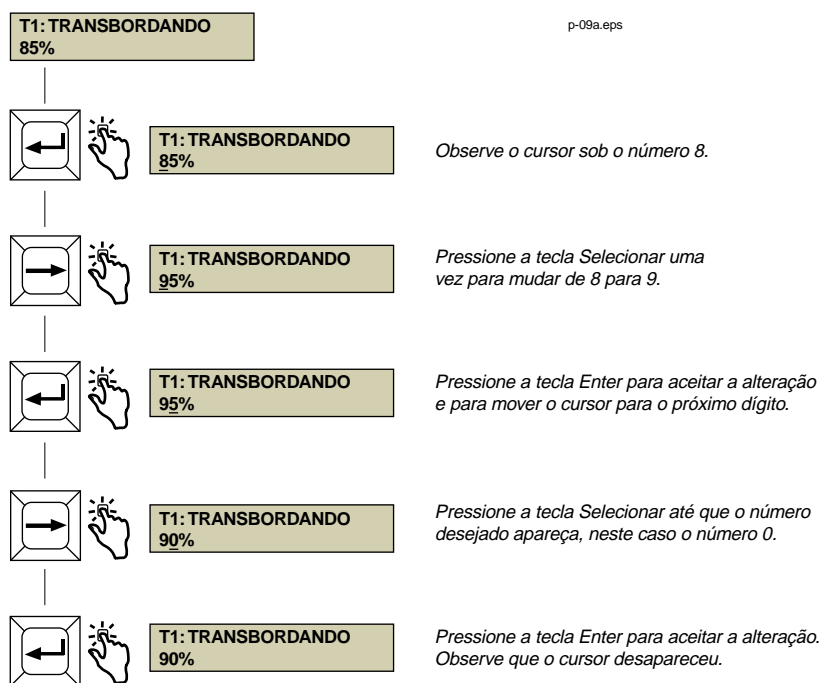 T1: TRANSBORDANDO
85%
p-09a.eps
T1: TRANSBORDANDO
85%
Observe o cursor sob o número 8.
T1: TRANSBORDANDO
95%
Pressione a tecla Selecionar uma
vez para mudar de 8 para 9.
T1: TRANSBORDANDO
95%
Pressione a tecla Enter para aceitar a alteração
e para mover o cursor para o próximo dígito.
T1: TRANSBORDANDO
90%
Pressione a tecla Selecionar até que o número
desejado apareça, neste caso o número 0.
T1: TRANSBORDANDO
90%
Pressione a tecla Enter para aceitar a alteração.
Observe que o cursor desapareceu.